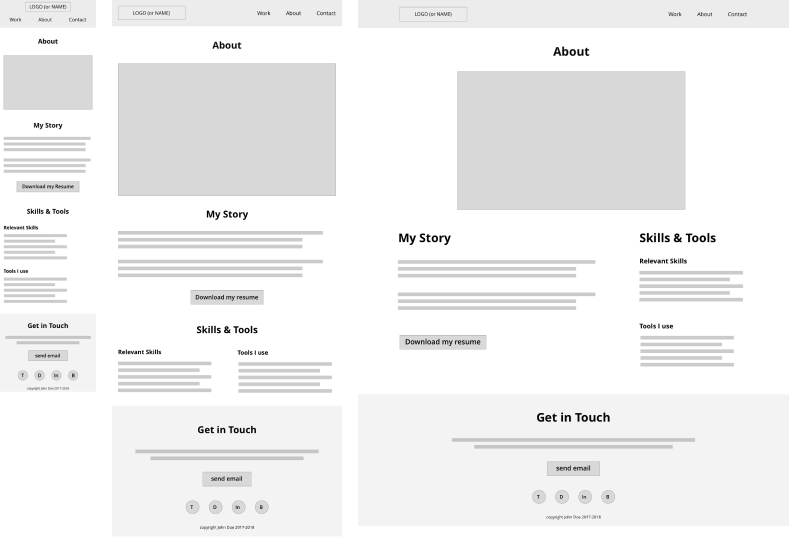 LOGO (or NAME)
Work About Contact
About
My Story
Download my Resume
Skills & Tools
Relevant Skills
Tools I use
Get in Touch
send email
T D In B
copyright John Doe 2017-2018
LOGO (or NAME) Work About Contact
About
My Story
Download my resume
Skills & Tools
Relevant Skills Tools I use
Get in Touch
send email
T D In B
copyright John Doe 2017-2018
LOGO (or NAME) Work About Contact
About
My Story Skills & Tools
Relevant Skills
Tools I use
Download my resume
Get in Touch
send email
T D In B
copyright John Doe 2017-2018